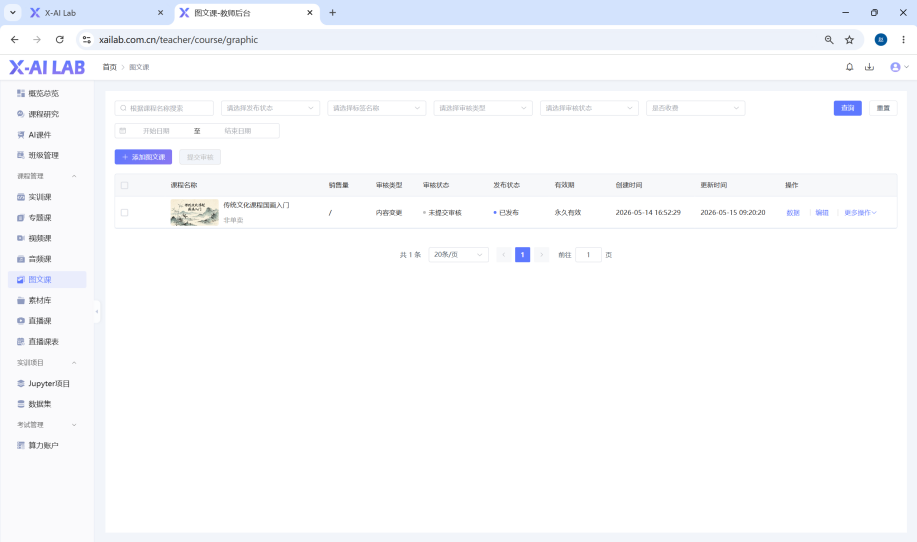 X-AI Lab
图文课-教师后台
xailab.com.cn/teacher/course/graphic
X-AI LAB
首页 > 图文课
概览总览
课程研究
AI课件
班级管理
课程管理
实训课
专题课
视频课
音频课
图文课
素材库
直播课
直播课表
实训项目
Jupyter项目
数据集
考试管理
算力账户
根据课程名称搜索 请选择发布状态 请选择标签名称 请选择审核类型 请选择审核状态 是否收费 查询 重置
开始日期 至 结束日期
+ 添加图文课 提交审核
课程名称 销售量 审核类型 审核状态 发布状态 有效期 创建时间 更新时间 操作
传统文化课程国画入门
非单卖
/ 内容变更 未提交审核 已发布 永久有效 2026-05-14 16:52:29 2026-05-15 09:20:20 数据 编辑 更多操作
共 1 条 20条/页 1 前往 1 页